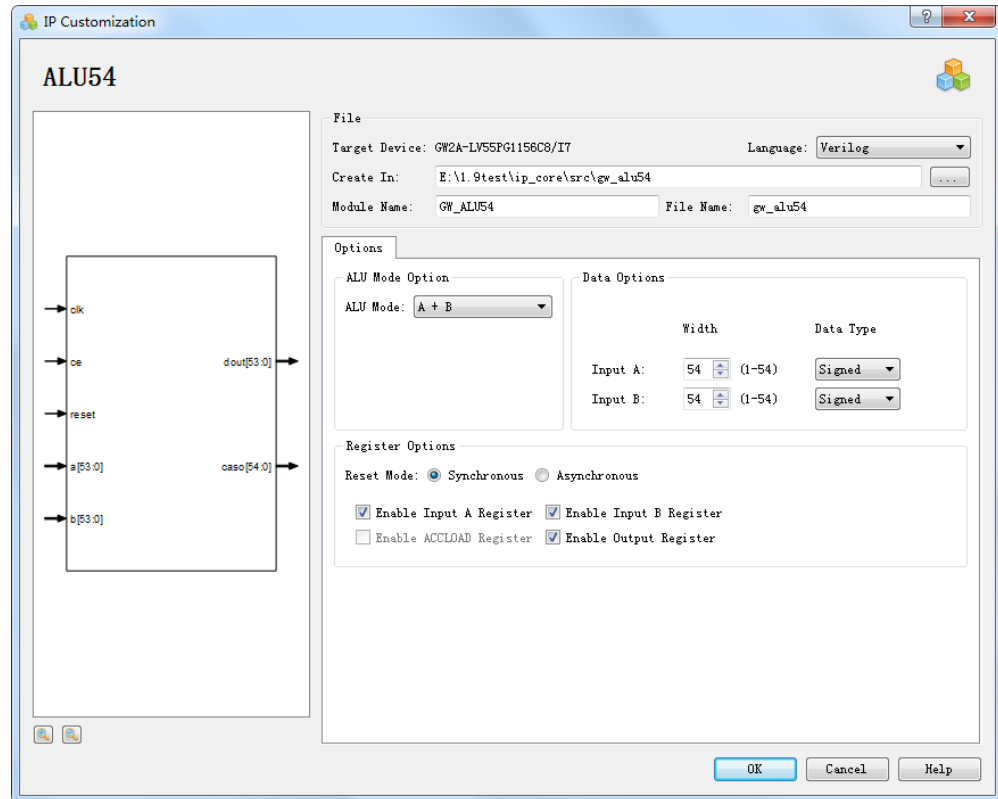 IP Customization
ALU54
clk
ce
reset
a[53:0]
b[53:0]
dout[53:0]
caso[54:0]
File
Target Device: GW2A-LV55PG1156C8/I7 Language: Verilog
Create In: E:\1.9test\ip_core\src\gw_alu54 ...
Module Name: GW_ALU54 File Name: gw_alu54
Options
ALU Mode Option
ALU Mode: A + B
Data Options
Width Data Type
Input A: 54 (1-54) Signed
Input B: 54 (1-54) Signed
Register Options
Reset Mode: Synchronous Asynchronous
Enable Input A Register Enable Input B Register
Enable ACCLOAD Register Enable Output Register
OK Cancel Help